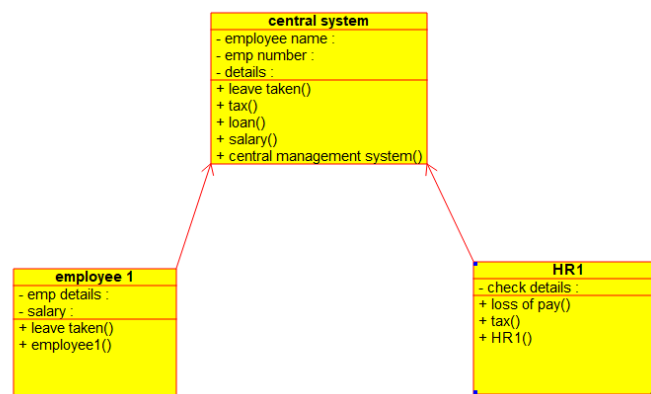 central system
- employee name :
- emp number :
- details :
+ leave taken()
+ tax()
+ loan()
+ salary()
+ central management system()
employee 1
- emp details :
- salary :
+ leave taken()
+ employee1()
HR1
- check details :
+ loss of pay()
+ tax()
+ HR1()